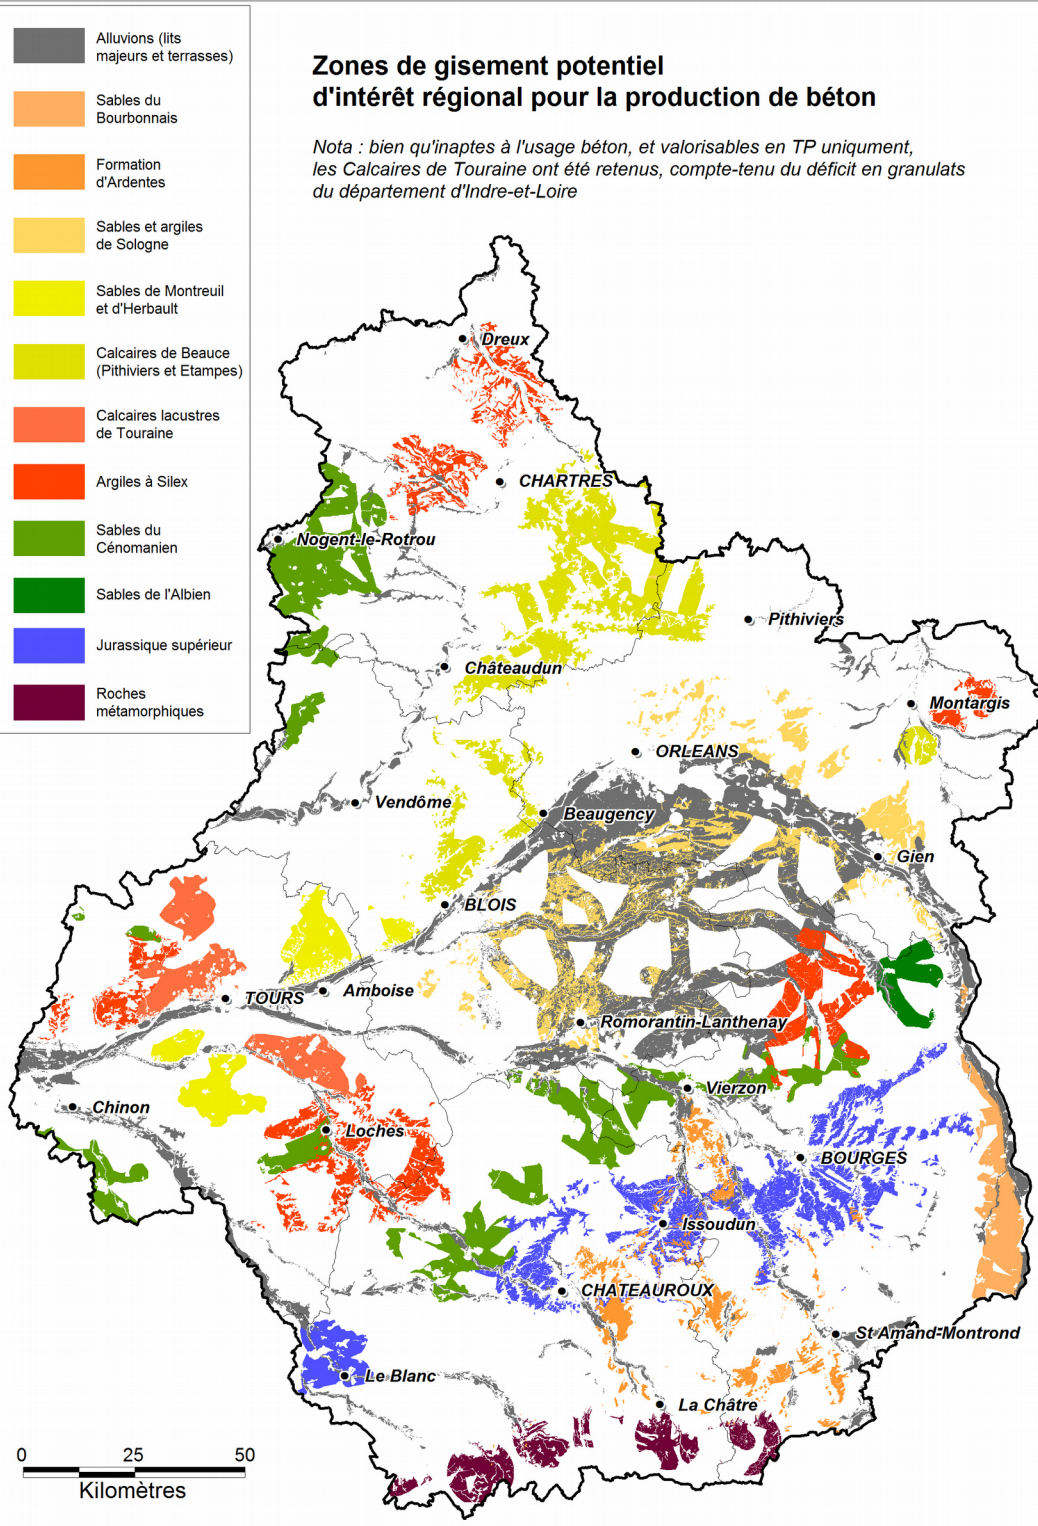 Alluvions (lits
majeurs et terrasses)
Sables du
Bourbonnais
Formation
d'Ardentes
Sables et argiles
de Sologne
Sables de Montreuil
et d'Herbault
Calcaires de Beauce
(Pithiviers et Etampes)
Calcaires lacustres
de Touraine
Argiles à Silex
Sables du
Cénomanien
Sables de l'Albien
Jurassique supérieur
Roches
métamorphiques
Zones de gisement potentiel
d'intérêt régional pour la production de béton
Nota : bien qu'inaptes à l'usage béton, et valorisables en TP uniqument,
les Calcaires de Touraine ont été retenus, compte-tenu du déficit en granulats
du département d'Indre-et-Loire
Dreux
CHARTRES
Nogent-le-Rotrou
Pithiviers
Châteaudun
Montargis
ORLEANS
Vendôme
Beaugency
Gien
BLOIS
Amboise
TOURS
Romorantin-Lanthenay
Vierzon
Chinon
Loches
BOURGES
Issoudun
CHATEAUROUX
St Amand-Montrond
Le Blanc
La Châtre
0 25 50
Kilomètres